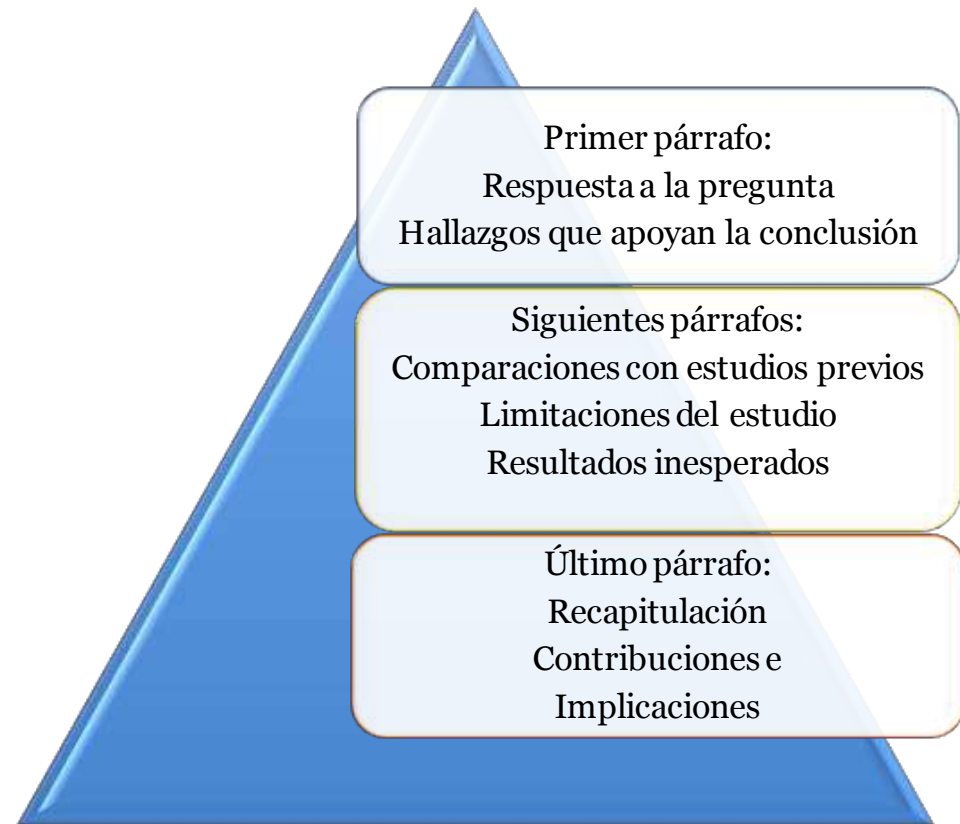 Primer párrafo:
Respuesta a la pregunta
Hallazgos que apoyan la conclusión
Siguientes párrafos:
Comparaciones con estudios previos
Limitaciones del estudio
Resultados inesperados
Último párrafo:
Recapitulación
Contribuciones e
Implicaciones